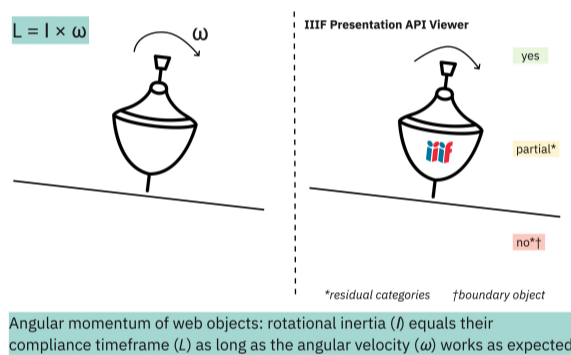 L = I × ω
ω
IIIF Presentation API Viewer
yes
iiif
partial*
no*†
*residual categories †boundary object
Angular momentum of web objects: rotational inertia (I) equals their
compliance timeframe (L) as long as the angular velocity (ω) works as expected